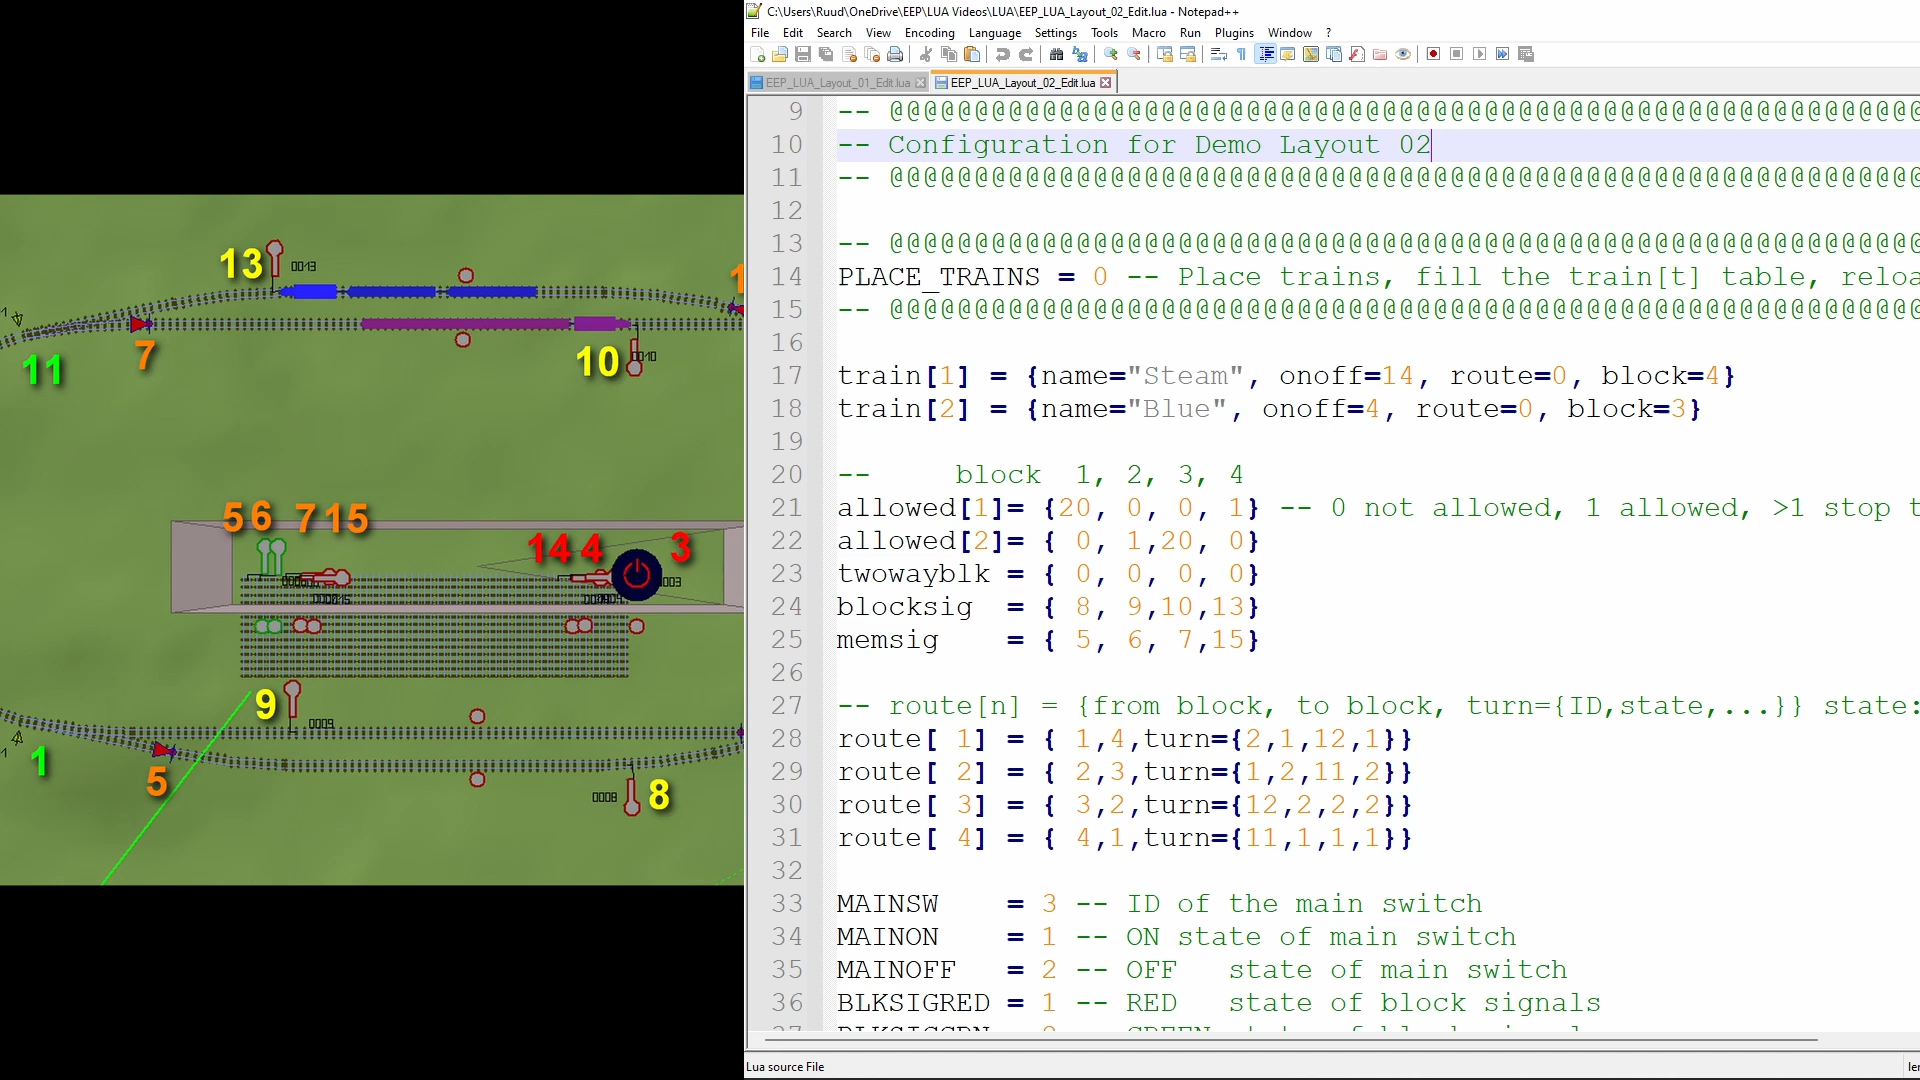 C:\Users\Ruud\OneDrive\EEP\LUA Videos\LUA\EEP_LUA_Layout_02_Edit.lua - Notepad++
File Edit Search View Encoding Language Settings Tools Macro Run Plugins Window ?
EEP_LUA_Layout_01_Edit.lua EEP_LUA_Layout_02_Edit.lua
9 -- @@@@@@@@@@@@@@@@@@@@@@@@@@@@@@@@@@@@@@@@@@@@@@@@@@@@@@@@@@@@@
10 -- Configuration for Demo Layout 02
11 -- @@@@@@@@@@@@@@@@@@@@@@@@@@@@@@@@@@@@@@@@@@@@@@@@@@@@@@@@@@@@@
12
13 -- @@@@@@@@@@@@@@@@@@@@@@@@@@@@@@@@@@@@@@@@@@@@@@@@@@@@@@@@@@@@@
14 PLACE_TRAINS = 0 -- Place trains, fill the train[t] table, reloa
15 -- @@@@@@@@@@@@@@@@@@@@@@@@@@@@@@@@@@@@@@@@@@@@@@@@@@@@@@@@@@@@@
16
17 train[1] = {name="Steam", onoff=14, route=0, block=4}
18 train[2] = {name="Blue", onoff=4, route=0, block=3}
19
20 --     block  1, 2, 3, 4
21 allowed[1]= {20, 0, 0, 1} -- 0 not allowed, 1 allowed, >1 stop t
22 allowed[2]= { 0, 1,20, 0}
23 twowayblk = { 0, 0, 0, 0}
24 blocksig  = { 8, 9,10,13}
25 memsig    = { 5, 6, 7,15}
26
27 -- route[n] = {from block, to block, turn={ID,state,...}} state:
28 route[ 1] = { 1,4,turn={2,1,12,1}}
29 route[ 2] = { 2,3,turn={1,2,11,2}}
30 route[ 3] = { 3,2,turn={12,2,2,2}}
31 route[ 4] = { 4,1,turn={11,1,1,1}}
32
33 MAINSW    = 3 -- ID of the main switch
34 MAINON    = 1 -- ON state of main switch
35 MAINOFF   = 2 -- OFF   state of main switch
36 BLKSIGRED = 1 -- RED   state of block signals
Lua source File
13
0013
7
11
10
0010
5 6 7 15
14 4 3
9
0009
1
5
0008
8